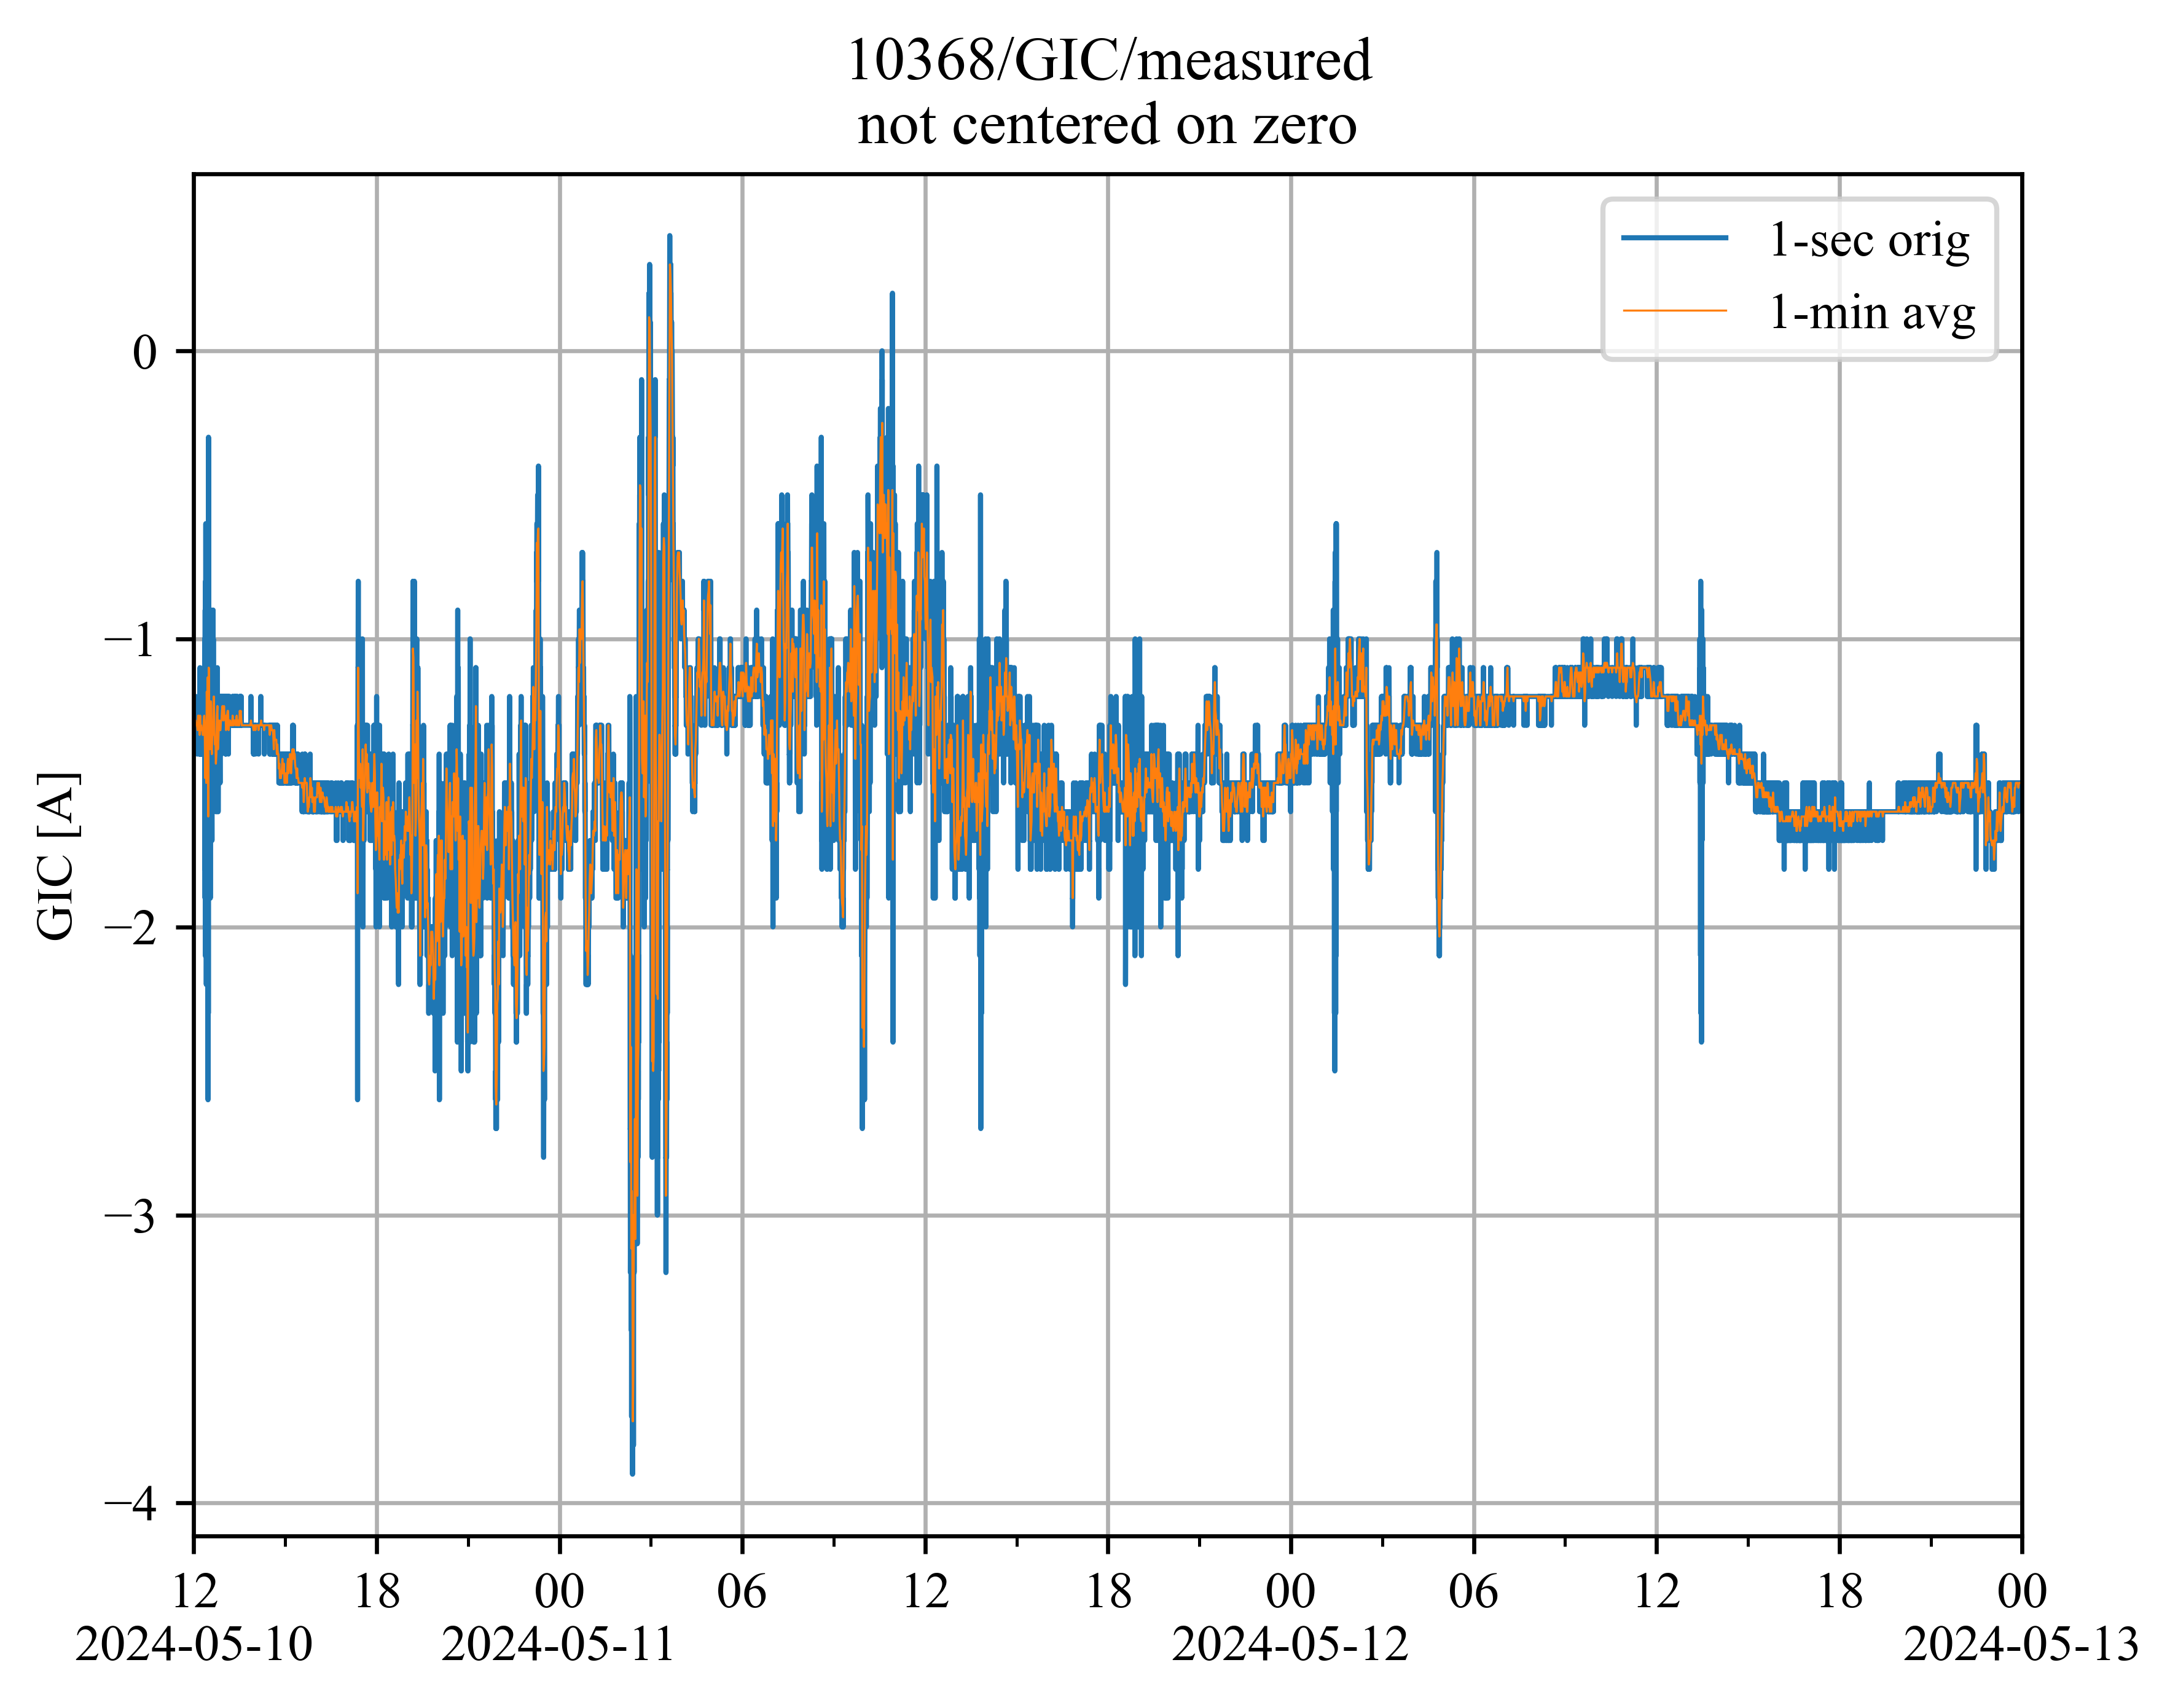 10368/GIC/measured
not centered on zero
1-sec orig
1-min avg
GIC [A]
0
−1
−2
−3
−4
12 18 00 06 12 18 00 06 12 18 00
2024-05-10 2024-05-11 2024-05-12 2024-05-13